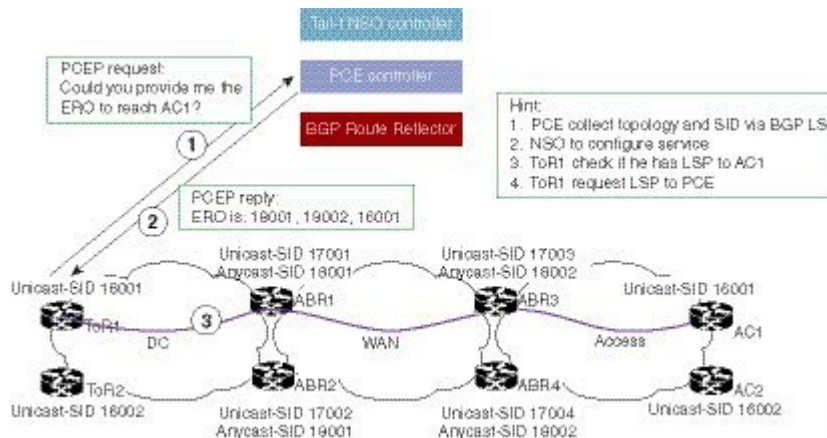 Tail-f NSO controller
PCE controller
BGP Route Reflector
PCEP request:
Could you provide me the
ERO to reach AC1?
1
Hint:
1. PCE collect topology and SID via BGP LS
2. NSO to configure service
3. ToR1 check if he has LSP to AC1
4. ToR1 request LSP to PCE
2
PCEP reply:
ERO is: 18001, 19002, 16001
Unicast-SID 17001
Anycast-SID 18001
Unicast-SID 17003
Anycast-SID 18002
Unicast-SID 16001
Unicast-SID 16001
ToR1
ABR1
ABR3
AC1
3
DC
WAN
Access
ToR2
ABR2
ABR4
AC2
Unicast-SID 16002
Unicast-SID 17002
Anycast-SID 19001
Unicast-SID 17004
Anycast-SID 19002
Unicast-SID 16002